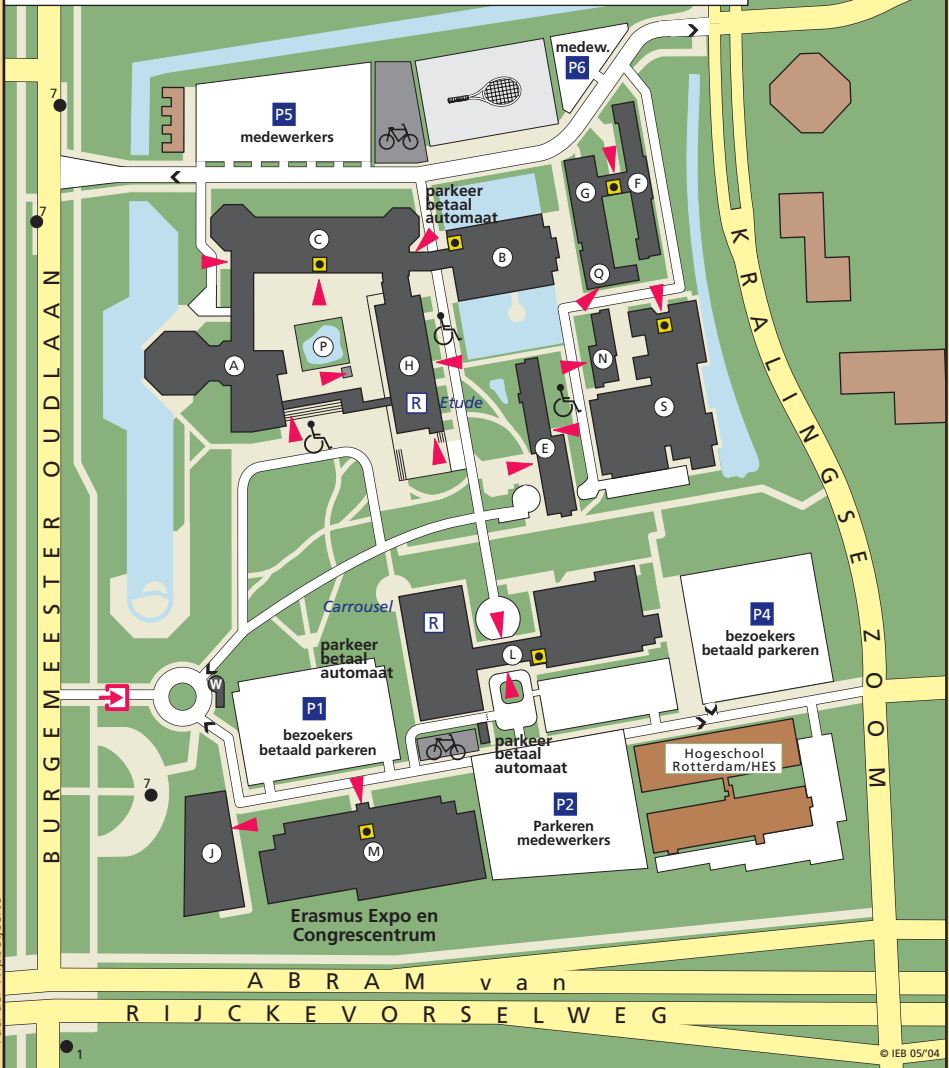 medew.
P6
7
P5
medewerkers
parkeer
betaal
automaat
7
G
F
C
B
Q
P
A
H
N
R
Etude
S
E
KRALINGSE ZOOM
BURGEMEESTER OUDLAAN
Carrousel
R
P4
bezoekers
betaald parkeren
parkeer
betaal
automaat
L
W
P1
bezoekers
betaald parkeren
parkeer
betaal
automaat
Hogeschool
Rotterdam/HES
7
P2
Parkeren
medewerkers
J
M
Erasmus Expo en
Congrescentrum
ABRAM van
RIJCKEVORSELWEG
1
© IEB 05/'04